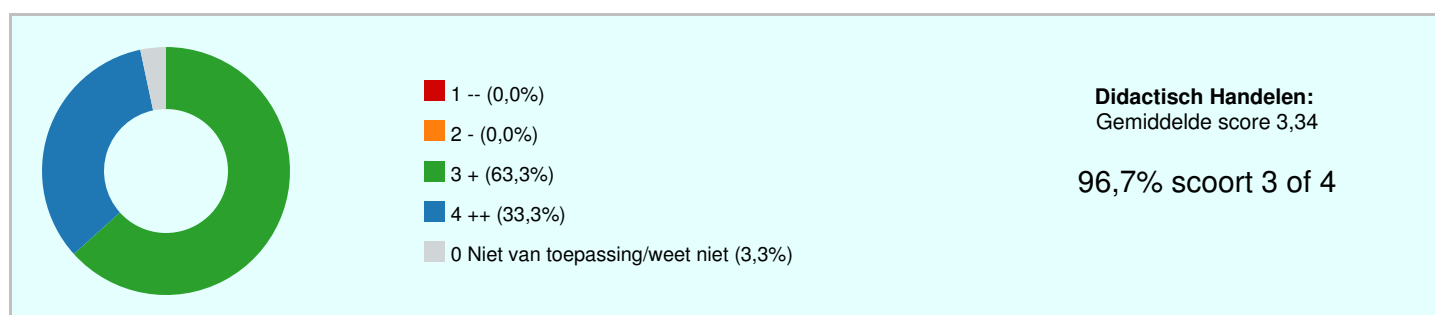 1 -- (0,0%)
2 - (0,0%)
3 + (63,3%)
4 ++ (33,3%)
0 Niet van toepassing/weet niet (3,3%)
Didactisch Handelen:
Gemiddelde score 3,34
96,7% scoort 3 of 4